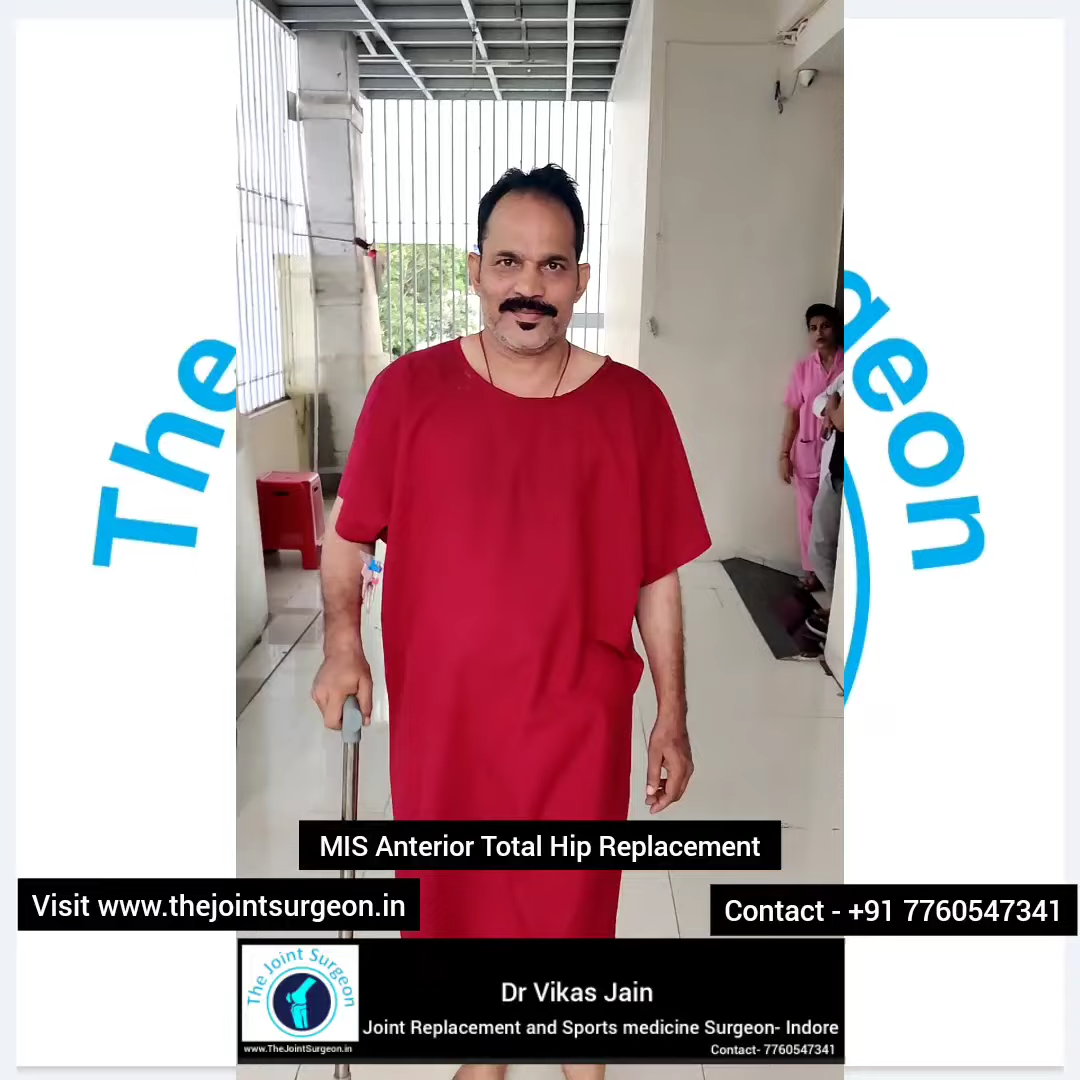 The
geon
MIS Anterior Total Hip Replacement
Visit www.thejointsurgeon.in
Contact - +91 7760547341
The Joint Surgeon
www.TheJointSurgeon.in
Dr Vikas Jain
Joint Replacement and Sports medicine Surgeon- Indore
Contact- 7760547341